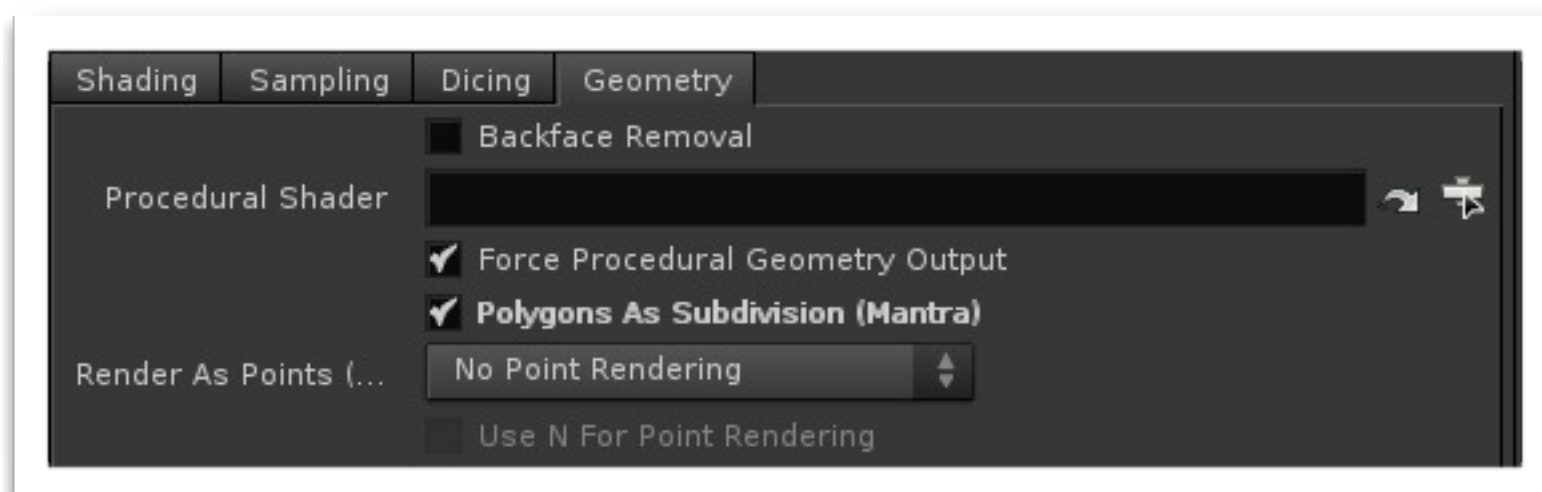 Shading Sampling Dicing Geometry
Backface Removal
Procedural Shader
Force Procedural Geometry Output
Polygons As Subdivision (Mantra)
Render As Points (... No Point Rendering
Use N For Point Rendering